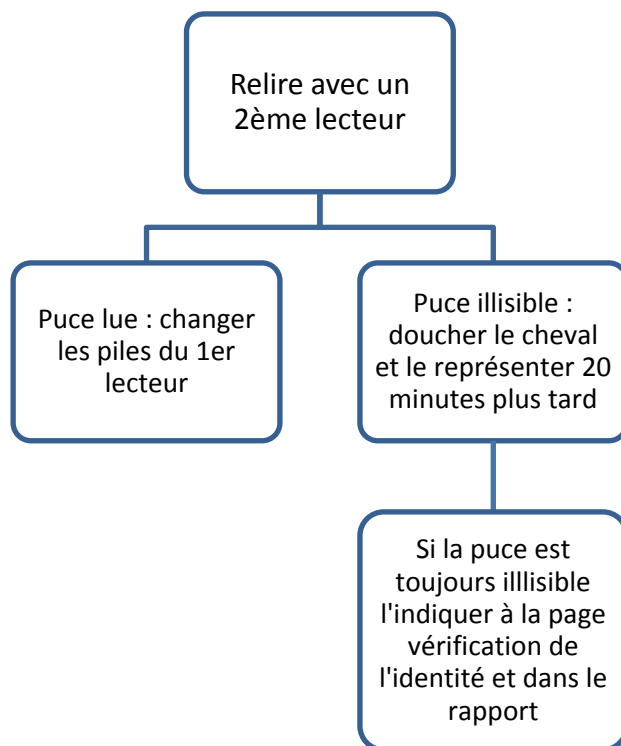 Relire avec un
2ème lecteur
Puce lue : changer
les piles du 1er
lecteur
Puce illisible :
doucher le cheval
et le représenter 20
minutes plus tard
Si la puce est
toujours illlisible
l'indiquer à la page
vérification de
l'identité et dans le
rapport